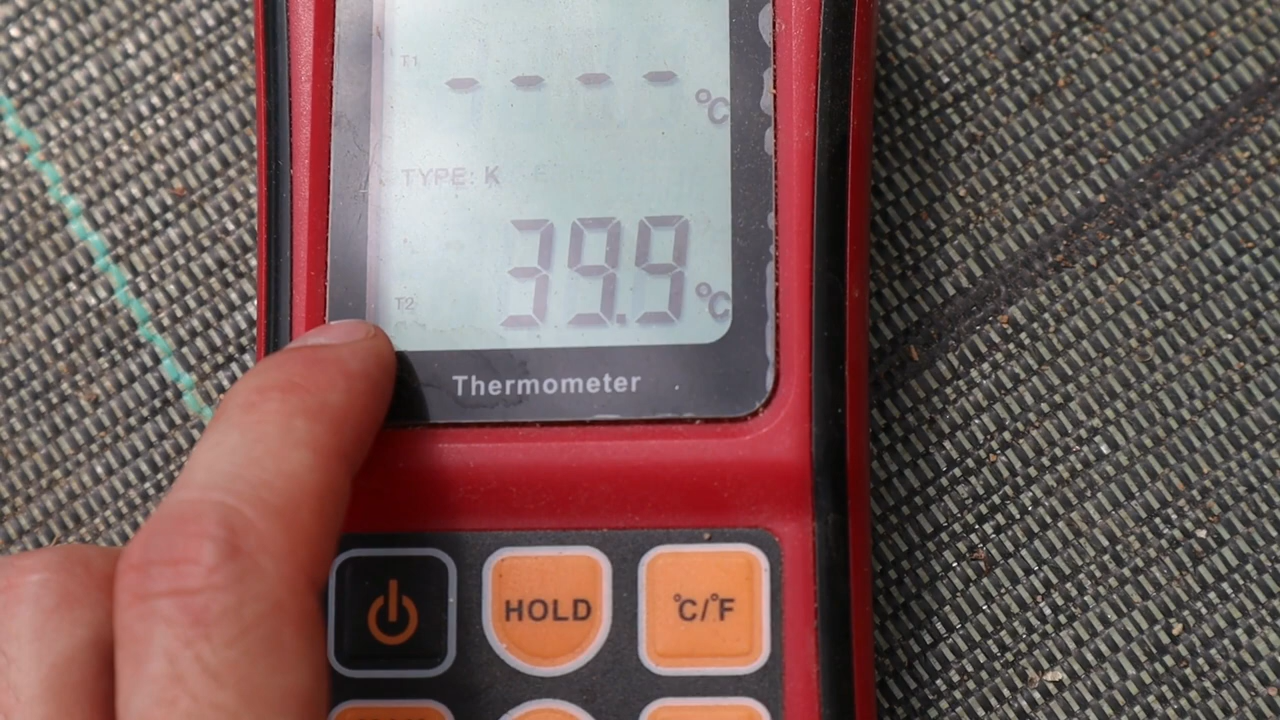 T1
- - - -
°C
TYPE: K
39.9
T2
°C
Thermometer
HOLD
°C/°F